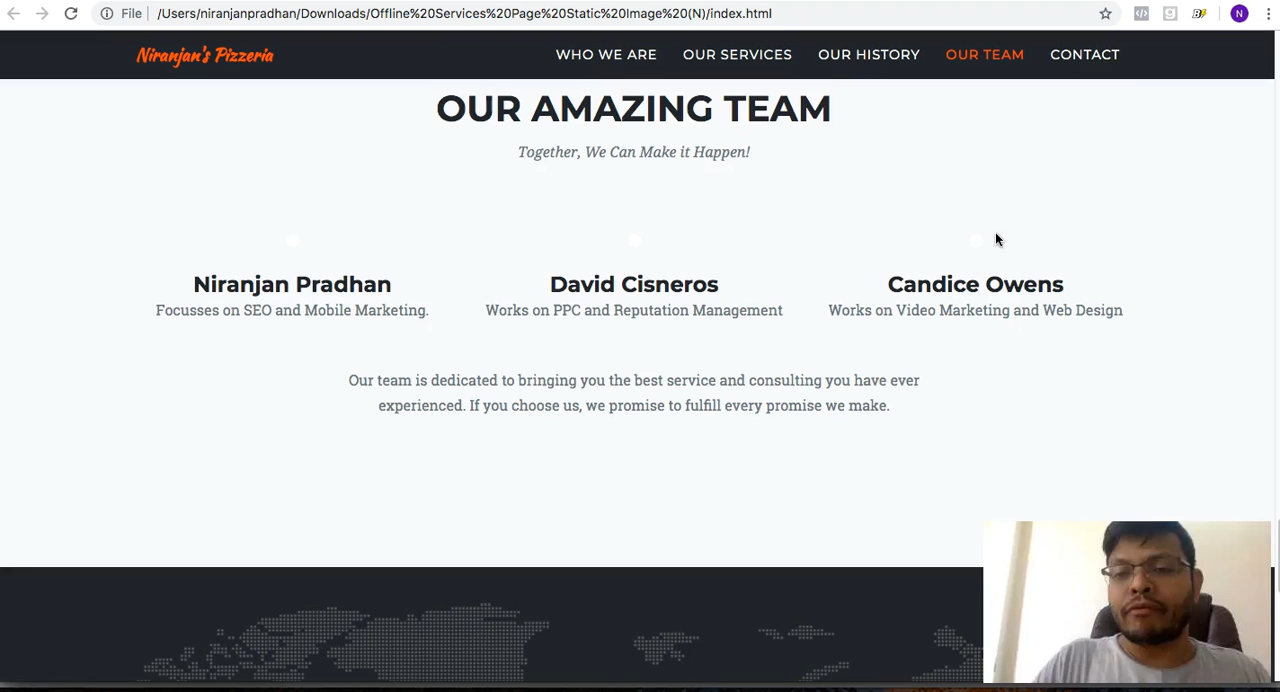 File
/Users/niranjanpradhan/Downloads/Offline%20Services%20Page%20Static%20Image%20(N)/index.html
N
Niranjan's Pizzeria
WHO WE ARE
OUR SERVICES
OUR HISTORY
OUR TEAM
CONTACT
OUR AMAZING TEAM
Together, We Can Make it Happen!
Niranjan Pradhan
Focusses on SEO and Mobile Marketing.
David Cisneros
Works on PPC and Reputation Management
Candice Owens
Works on Video Marketing and Web Design
Our team is dedicated to bringing you the best service and consulting you have ever
experienced. If you choose us, we promise to fulfill every promise we make.